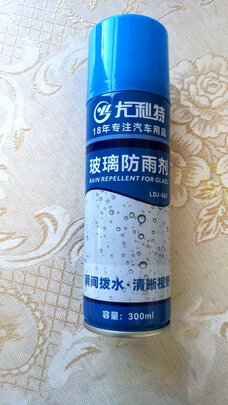 尤利特
18年专注汽车用品
玻璃防雨剂
RAIN REPELLENT FOR GLASS
瞬间拨水·清晰视野
容量：300ml